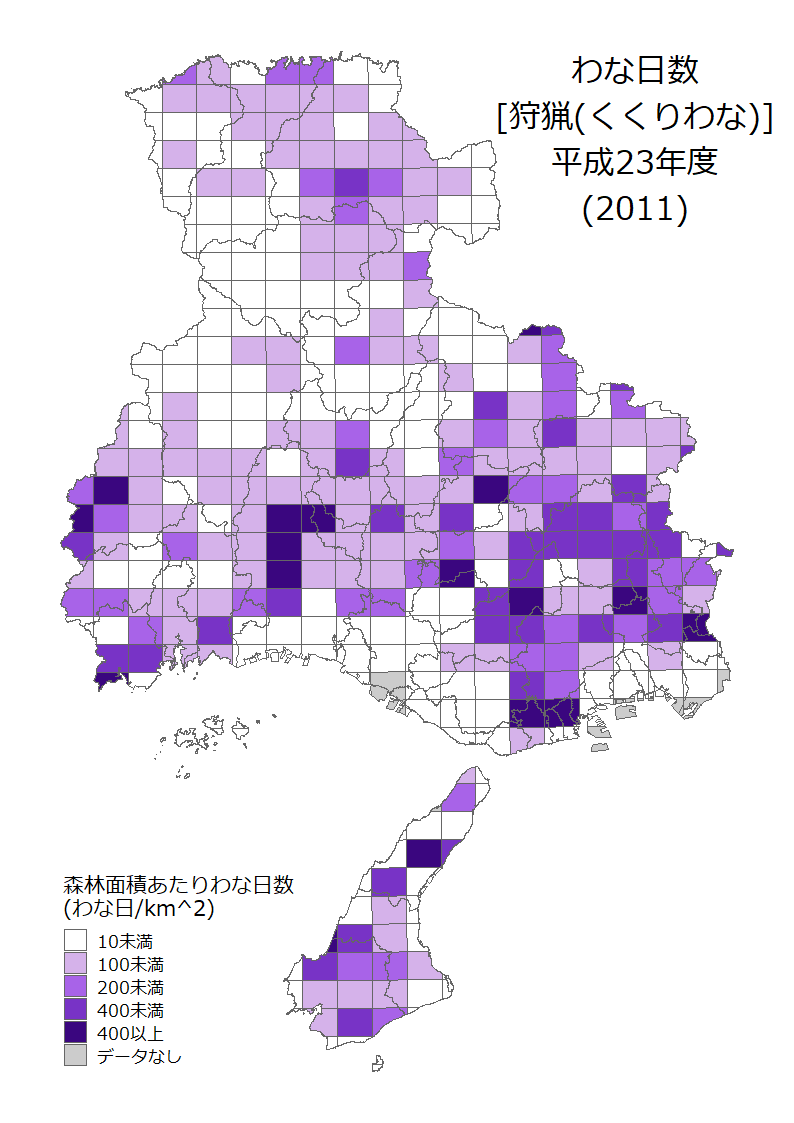 わな日数
[狩猟(くくりわな)]
平成23年度
(2011)
森林面積あたりわな日数
(わな日/km^2)
10未満
100未満
200未満
400未満
400以上
データなし